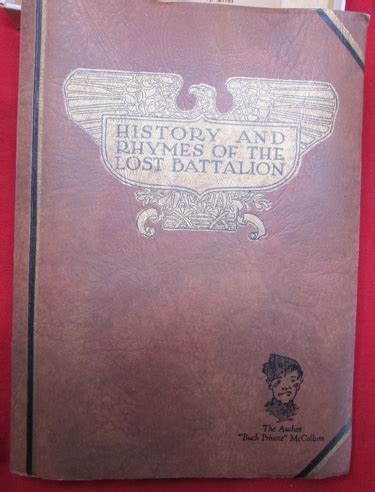 HISTORY AND
RHYMES OF THE
LOST BATTALION
The Author
"Buck Private" McCollum